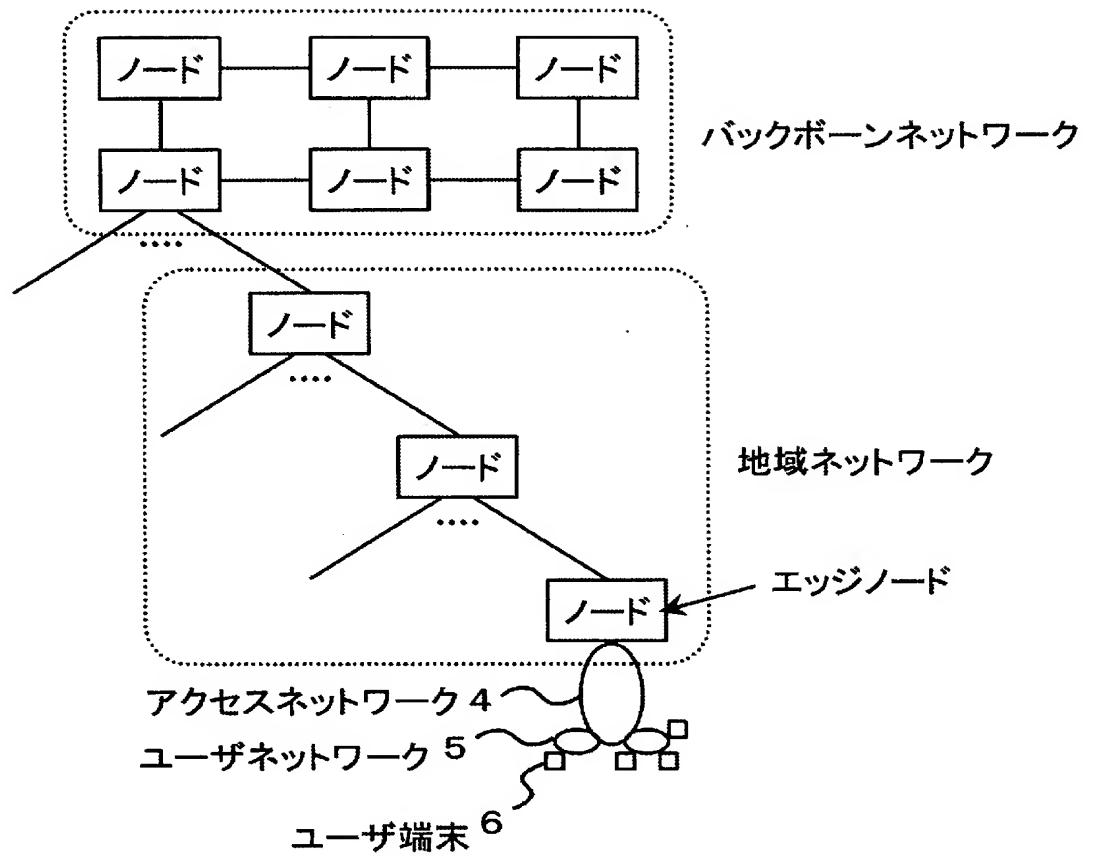 ノード ノード ノード
バックボーンネットワーク
ノード ノード ノード
....
ノード
....
ノード
地域ネットワーク
....
エッジノード
ノード
アクセスネットワーク 4
ユーザネットワーク 5
ユーザ端末 6